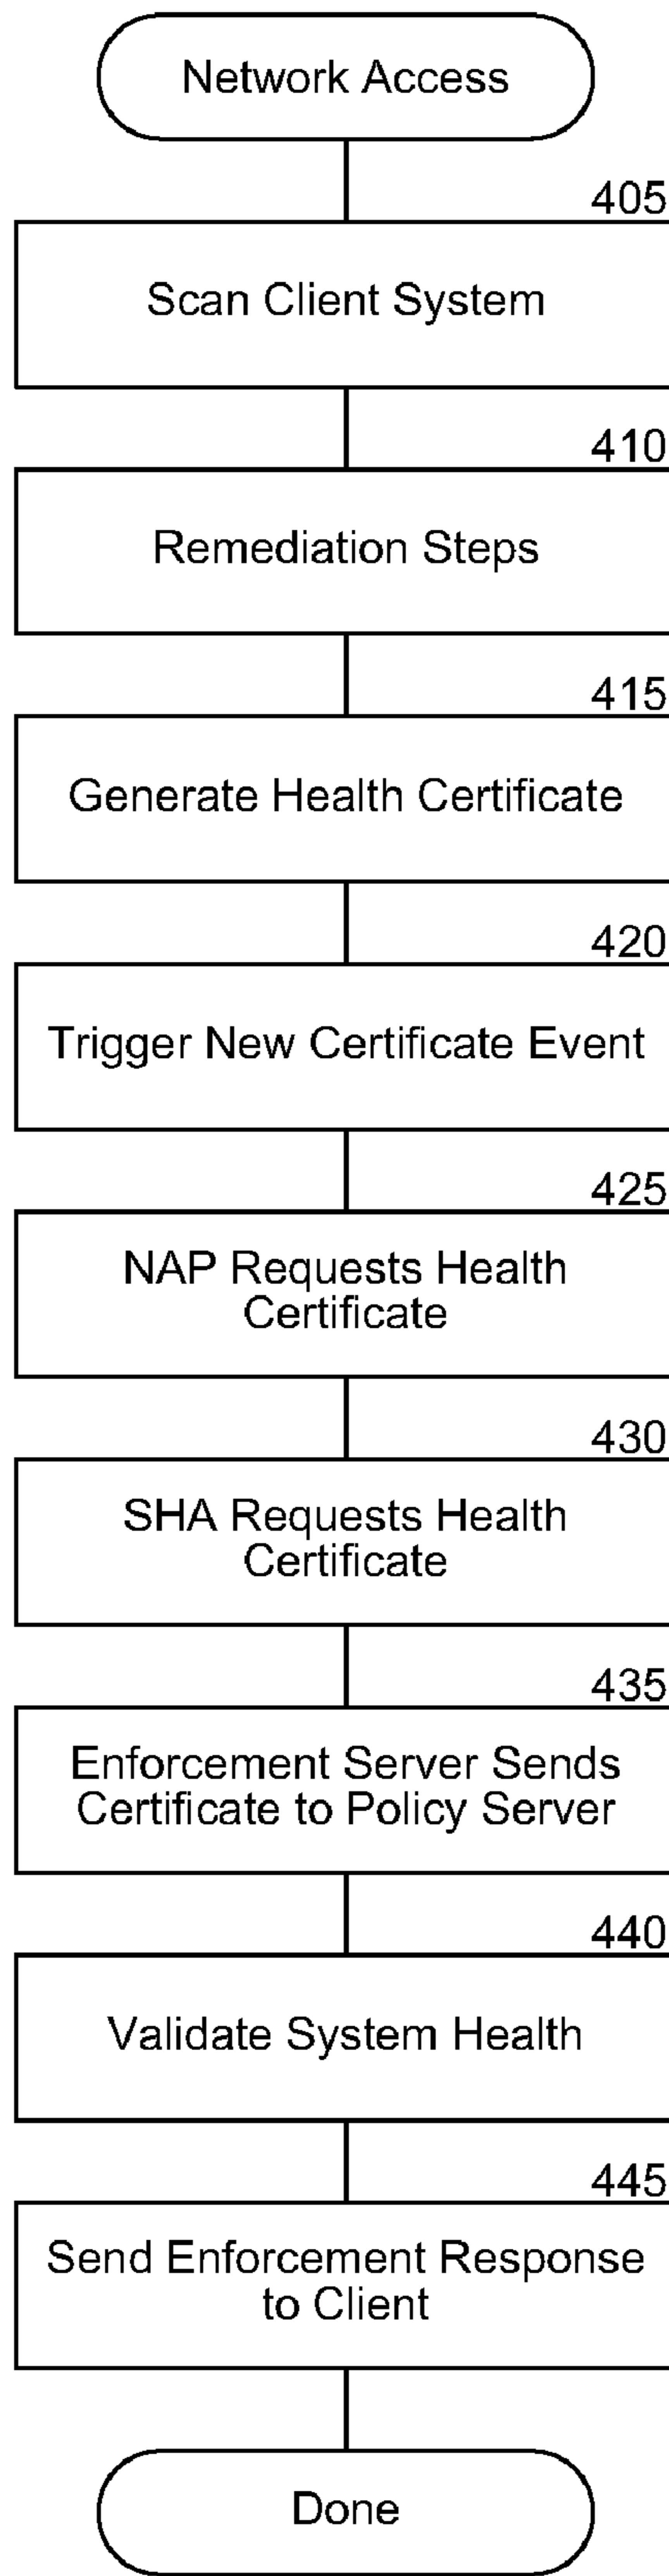 Network Access
405
Scan Client System
410
Remediation Steps
415
Generate Health Certificate
420
Trigger New Certificate Event
425
NAP Requests Health
Certificate
430
SHA Requests Health
Certificate
435
Enforcement Server Sends
Certificate to Policy Server
440
Validate System Health
445
Send Enforcement Response
to Client
Done